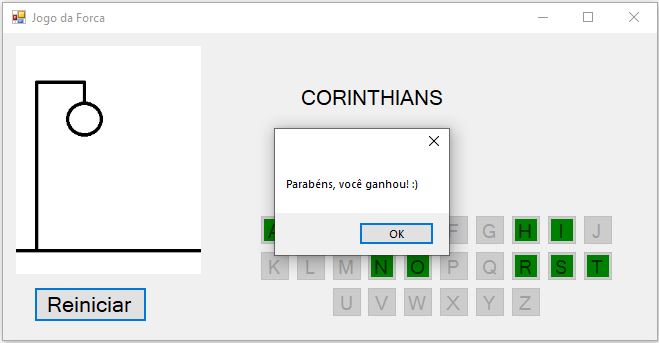 Jogo da Forca
CORINTHIANS
Parabéns, você ganhou! :)
OK
A F G H I J
K L M N O P Q R S T
U V W X Y Z
Reiniciar